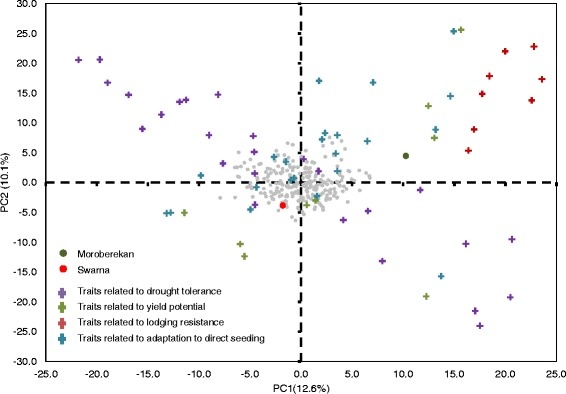 PC2 (10.1%)
30.0
25.0
20.0
15.0
10.0
5.0
0.0
-5.0
-10.0
-15.0
-20.0
-25.0
-30.0
Moroberekan
Swarna
Traits related to drought tolerance
Traits related to yield potential
Traits related to lodging resistance
Traits related to adaptation to direct seeding
-25.0 -20.0 -15.0 -10.0 -5.0 0.0 5.0 10.0 15.0 20.0 25.0
PC1(12.6%)